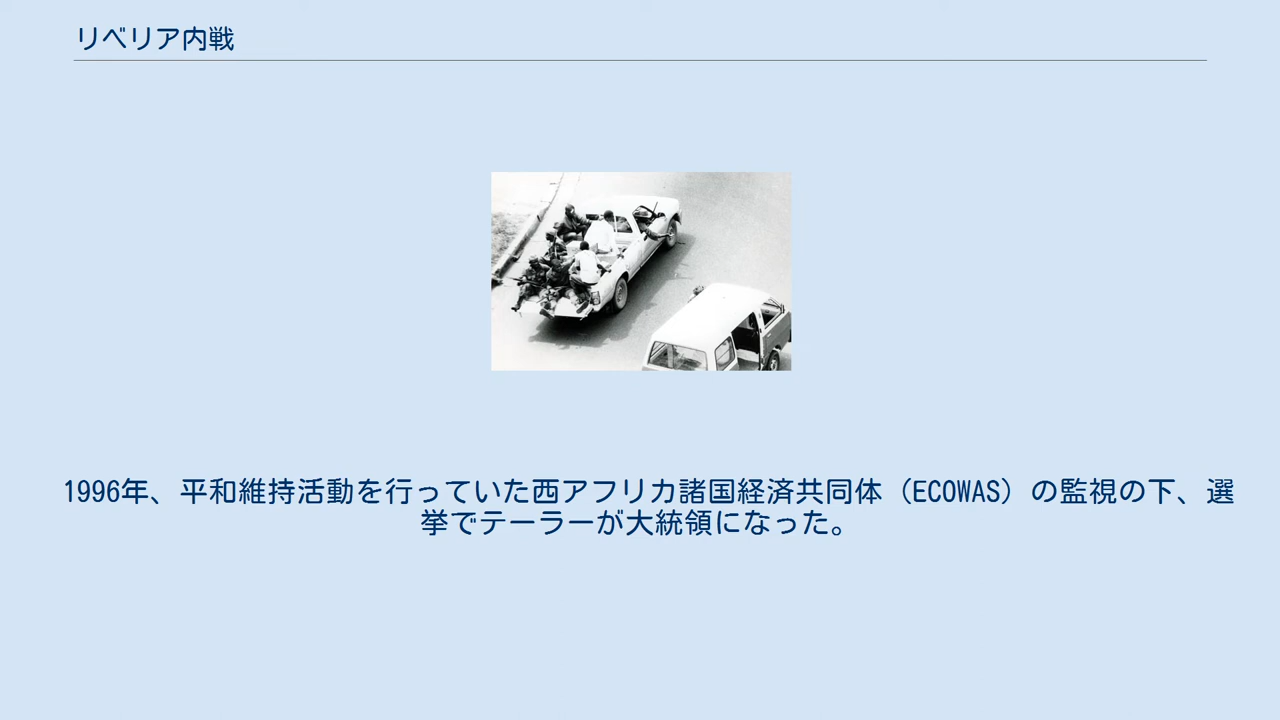 リベリア内戦
1996年、平和維持活動を行っていた西アフリカ諸国経済共同体（ECOWAS）の監視の下、選
挙でテーラーが大統領になった。